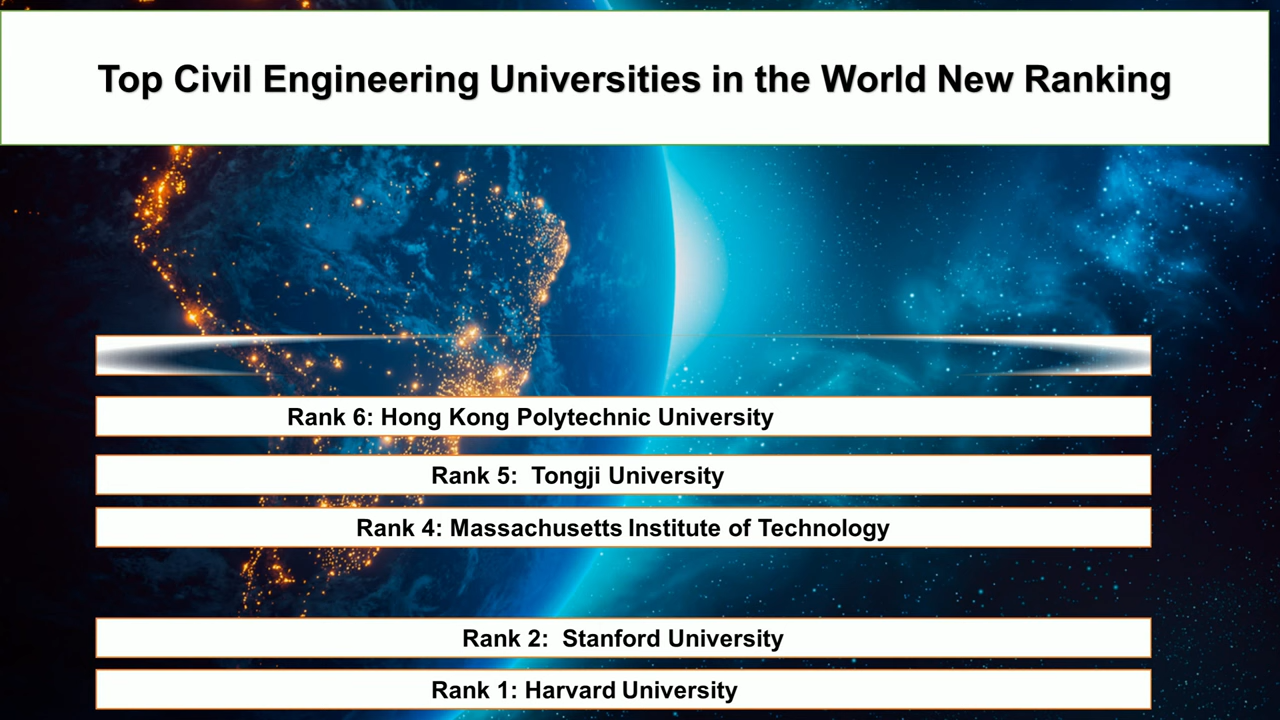 Top Civil Engineering Universities in the World New Ranking
Rank 6: Hong Kong Polytechnic University
Rank 5: Tongji University
Rank 4: Massachusetts Institute of Technology
Rank 2: Stanford University
Rank 1: Harvard University